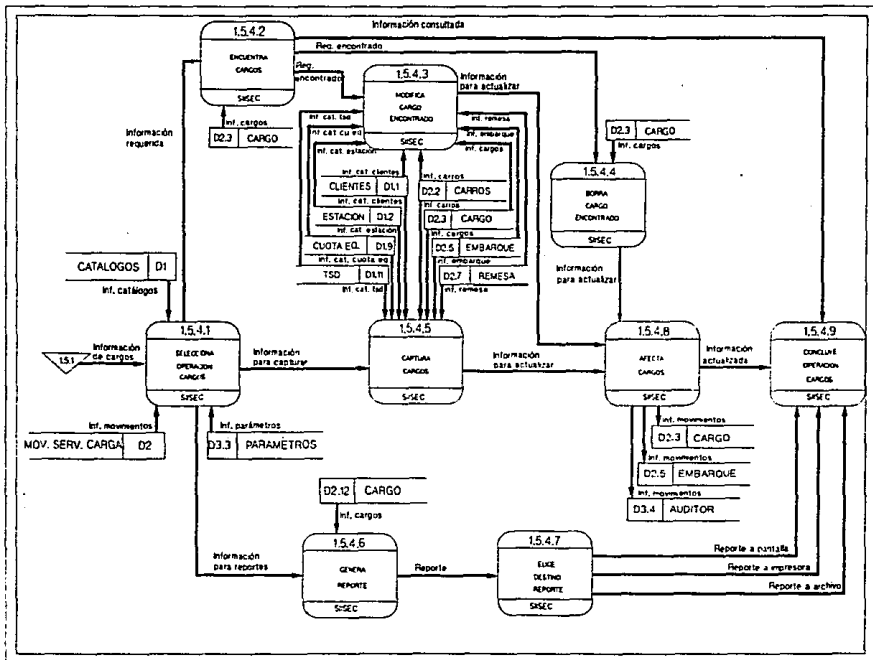 Información consultada
1.5.4.2
ENCUENTRA
CARGOS
SIISEC
Reg. encontrado
Reg.
encontrado
1.5.4.3
MODIFICA
CARGO
ENCONTRADO
SIISEC
Información
para actualizar
Inf. cargos
D2.3 CARGO
Información
requerida
Inf. cat. tsd
Inf. cat. cu eq.
Inf. cat. estación
Inf. remesa
Inf. embarque
Inf. cargos
D2.3 CARGO
Inf. cargos
1.5.4.4
BORRA
CARGO
ENCONTRADO
SIISEC
Inf. cat. clientes
CLIENTES D1.1
Inf. cat. clientes
ESTACION D1.2
Inf. cat. estación
CUOTA EQ. D1.9
Inf. cat. cuota eq.
TSD D1.11
Inf. cat. tsd
Inf. carros
D2.2 CARROS
Inf. carros
D2.3 CARGO
Inf. cargos
D2.5 EMBARQUE
Inf. embarque
D2.7 REMESA
Inf. remesa
Información
para actualizar
CATALOGOS D1
Inf. catálogos
1.5.1
Información
de cargos
1.5.4.1
SELECCIONA
OPERACION
CARGOS
SIISEC
Información
para capturar
1.5.4.5
CAPTURA
CARGOS
SIISEC
Información
para actualizar
1.5.4.8
AFECTA
CARGOS
SIISEC
Información
actualizada
1.5.4.9
CONCLUYE
OPERACION
CARGOS
SIISEC
Inf. movimientos
MOV. SERV. CARGA D2
Inf. parámetros
D3.3 PARAMETROS
Inf. movimientos
D2.3 CARGO
Inf. movimientos
D2.5 EMBARQUE
Inf. movimientos
D3.4 AUDITOR
D2.12 CARGO
Inf. cargos
Información
para reportes
1.5.4.6
GENERA
REPORTE
SIISEC
Reporte
1.5.4.7
ELIGE
DESTINO
REPORTE
SIISEC
Reporte a pantalla
Reporte a impresora
Reporte a archivo